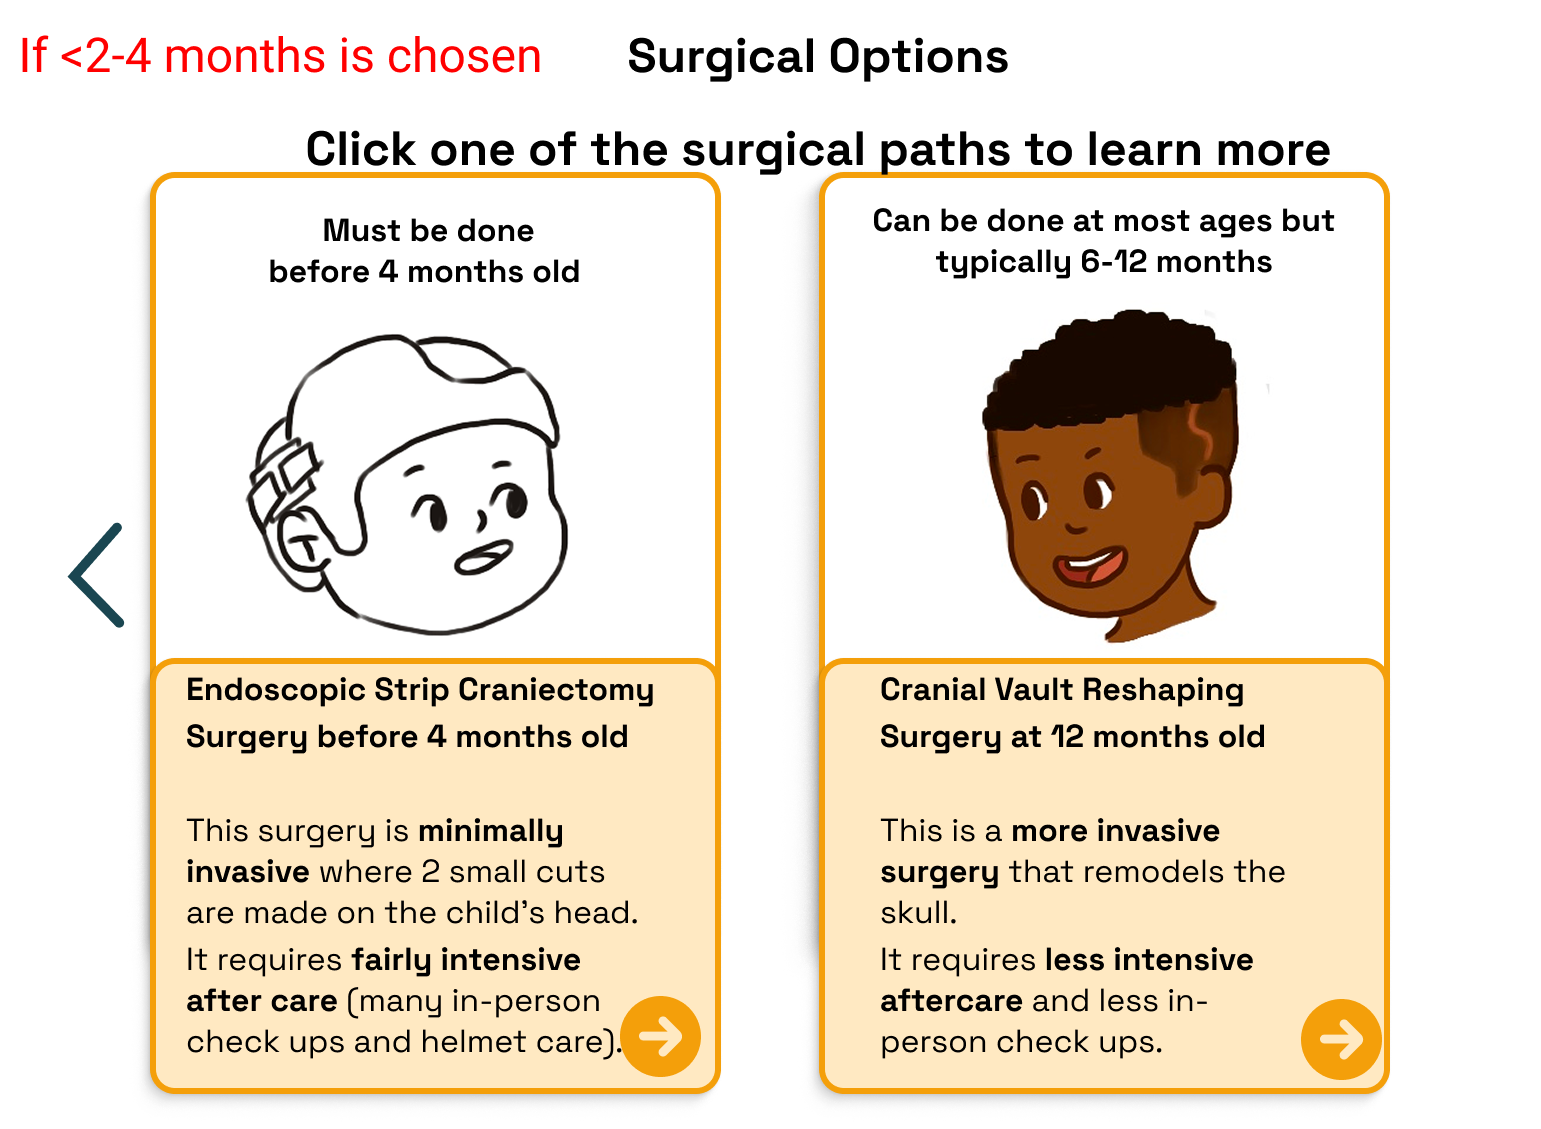 If <2-4 months is chosen
Surgical Options
Click one of the surgical paths to learn more
Must be done
before 4 months old
Endoscopic Strip Craniectomy
Surgery before 4 months old
This surgery is minimally
invasive where 2 small cuts
are made on the child's head.
It requires fairly intensive
after care (many in-person
check ups and helmet care).
Can be done at most ages but
typically 6-12 months
Cranial Vault Reshaping
Surgery at 12 months old
This is a more invasive
surgery that remodels the
skull.
It requires less intensive
aftercare and less in-
person check ups.